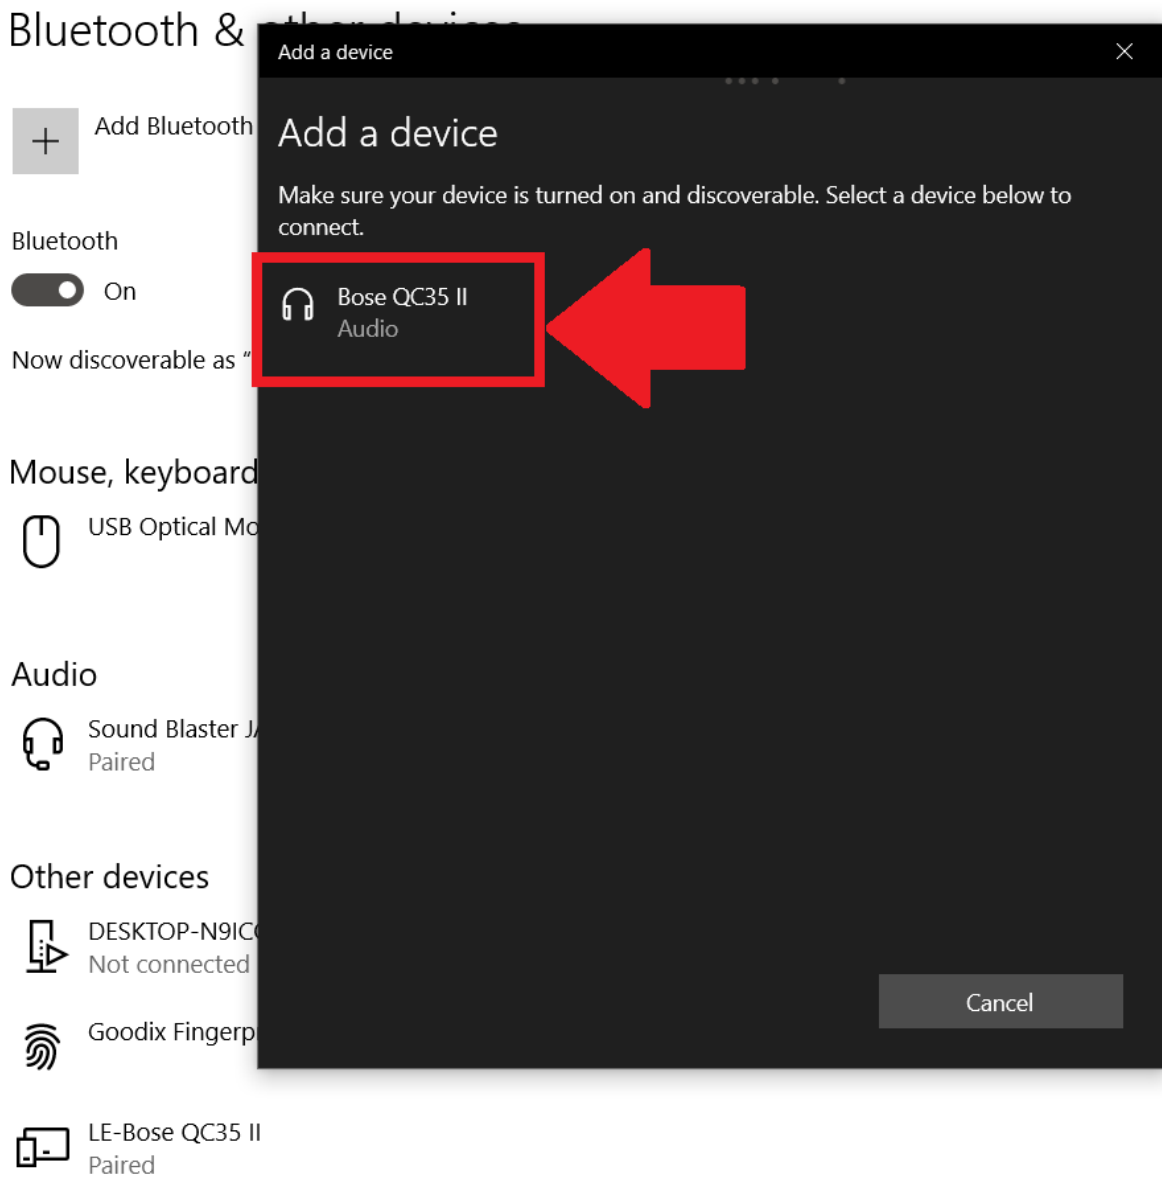 Bluetooth & other devices
Add a device
Add Bluetooth
Add a device
Make sure your device is turned on and discoverable. Select a device below to
connect.
Bluetooth
On
Bose QC35 II
Audio
Now discoverable as “
Mouse, keyboard
USB Optical Mo
Audio
Sound Blaster J
Paired
Other devices
DESKTOP-N9IC
Not connected
Goodix Fingerp
Cancel
LE-Bose QC35 II
Paired